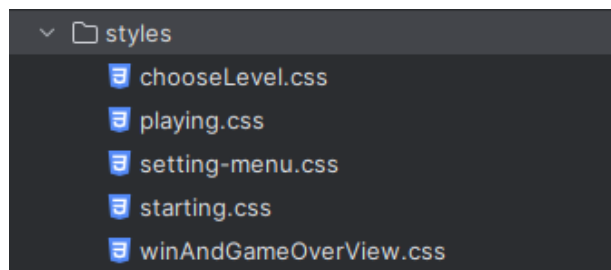 styles
chooseLevel.css
playing.css
setting-menu.css
starting.css
winAndGameOverView.css